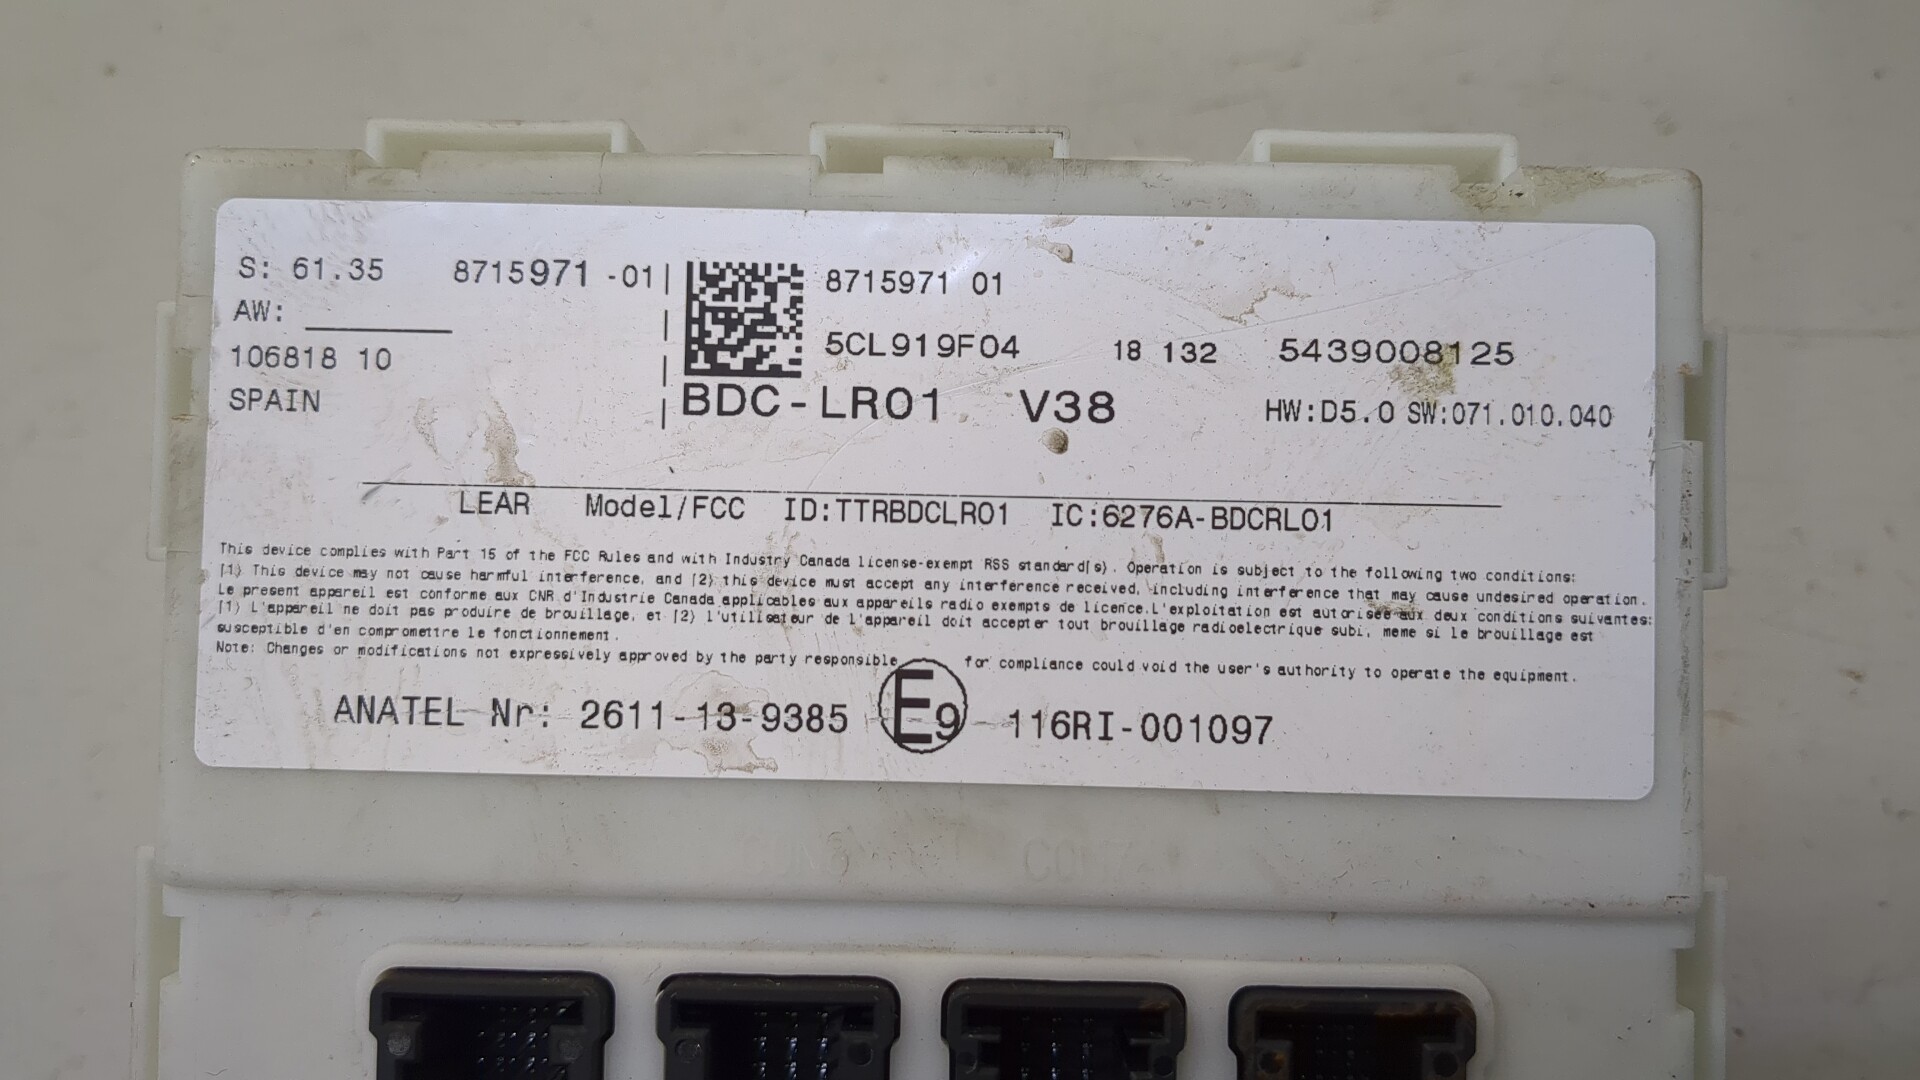 S: 61.35 8715971 -01
AW:
106818 10
SPAIN
8715971 01
5CL919F04 18 132 5439008125
BDC-LR01 V38 HW:D5.0 SW:071.010.040
LEAR Model/FCC ID:TTRBDCLR01 IC:6276A-BDCRL01
This device complies with Part 15 of the FCC Rules and with Industry Canada license-exempt RSS standard(s). Operation is subject to the following two conditions:
(1) This device may not cause harmful interference, and (2) this device must accept any interference received, including interference that may cause undesired operation.
Le present appareil est conforme aux CNR d'Industrie Canada applicables aux appareils radio exempts de licence.L'exploitation est autorisee aux deux conditions suivantes:
(1) L'appareil ne doit pas produire de brouillage, et (2) l'utilisateur de l'appareil doit accepter tout brouillage radioelectrique subi, meme si le brouillage est
susceptible d'en compromettre le fonctionnement.
Note: Changes or modifications not expressively approved by the party responsible for compliance could void the user's authority to operate the equipment.
ANATEL Nr: 2611-13-9385 E9 116RI-001097